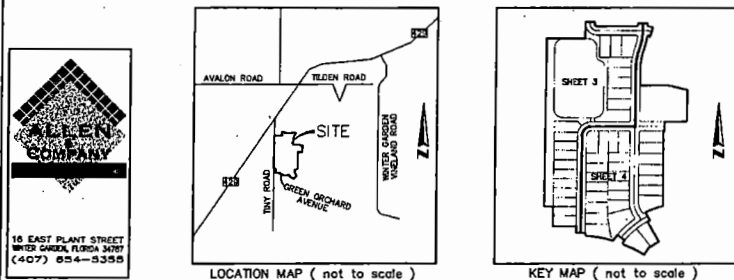 ALLEN
&
COMPANY
16 EAST PLANT STREET
WINTER GARDEN, FLORIDA 34787
(407) 654-5355
429
AVALON ROAD
TILDEN ROAD
SITE
WINTER GARDEN
VINELAND ROAD
N
429
TINY ROAD
GREEN ORCHARD
AVENUE
LOCATION MAP ( not to scale )
SHEET 3
SHEET 4
N
KEY MAP ( not to scale )